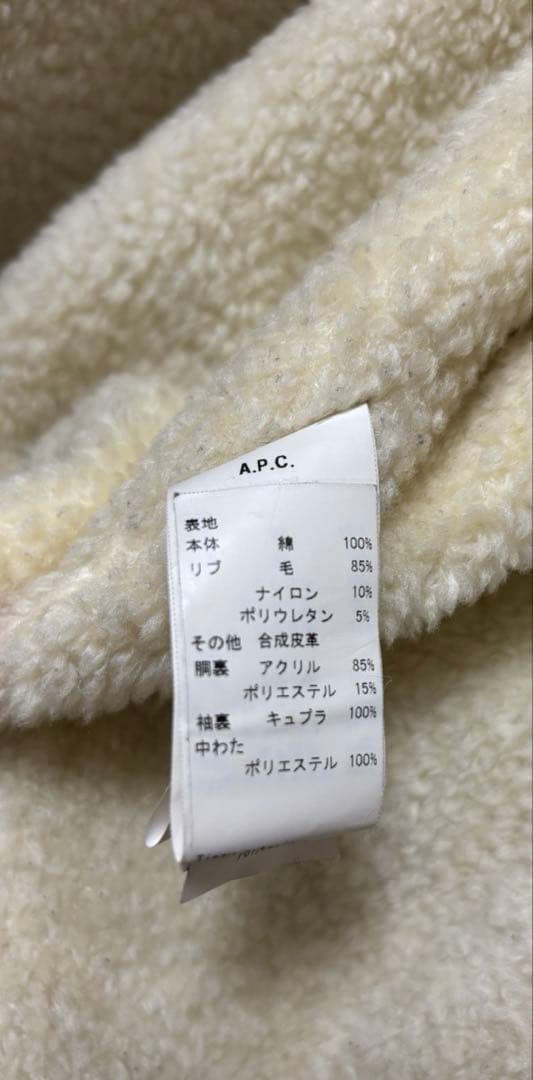 A.P.C.
表地
本体 綿 100%
リブ 毛 85%
ナイロン 10%
ポリウレタン 5%
その他 合成皮革
胴裏 アクリル 85%
ポリエステル 15%
袖裏 キュプラ 100%
中わた
ポリエステル 100%